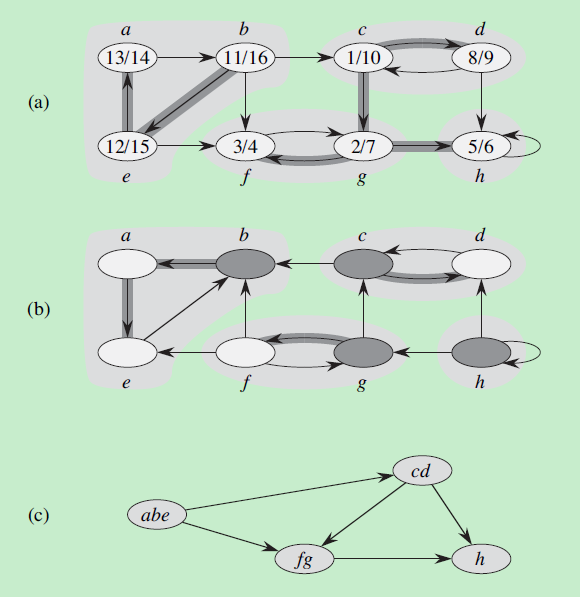 a b c d
13/14 11/16 1/10 8/9
(a)
12/15 3/4 2/7 5/6
e f g h
a b c d
(b)
e f g h
cd
(c) abe
fg h